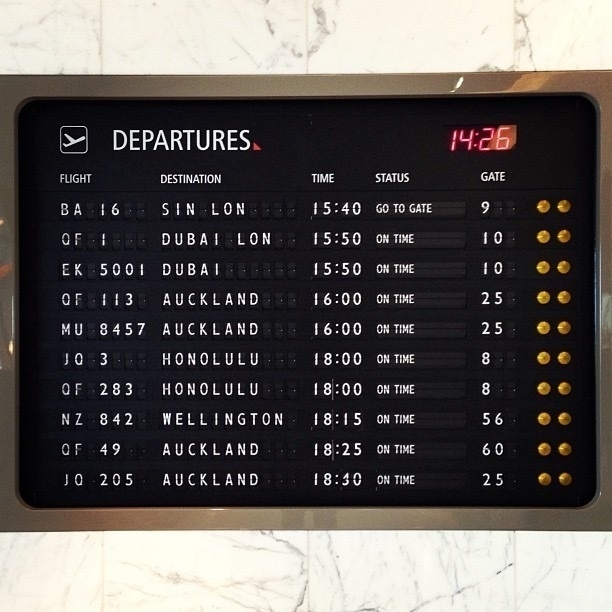 DEPARTURES 14:26
FLIGHT DESTINATION TIME STATUS GATE
BA 16 SIN LON 15:40 GO TO GATE 9
QF 1 DUBAI LON 15:50 ON TIME 10
EK 5001 DUBAI 15:50 ON TIME 10
QF 113 AUCKLAND 16:00 ON TIME 25
MU 8457 AUCKLAND 16:00 ON TIME 25
JQ 3 HONOLULU 18:00 ON TIME 8
QF 283 HONOLULU 18:00 ON TIME 8
NZ 842 WELLINGTON 18:15 ON TIME 56
QF 49 AUCKLAND 18:25 ON TIME 60
JQ 205 AUCKLAND 18:30 ON TIME 25